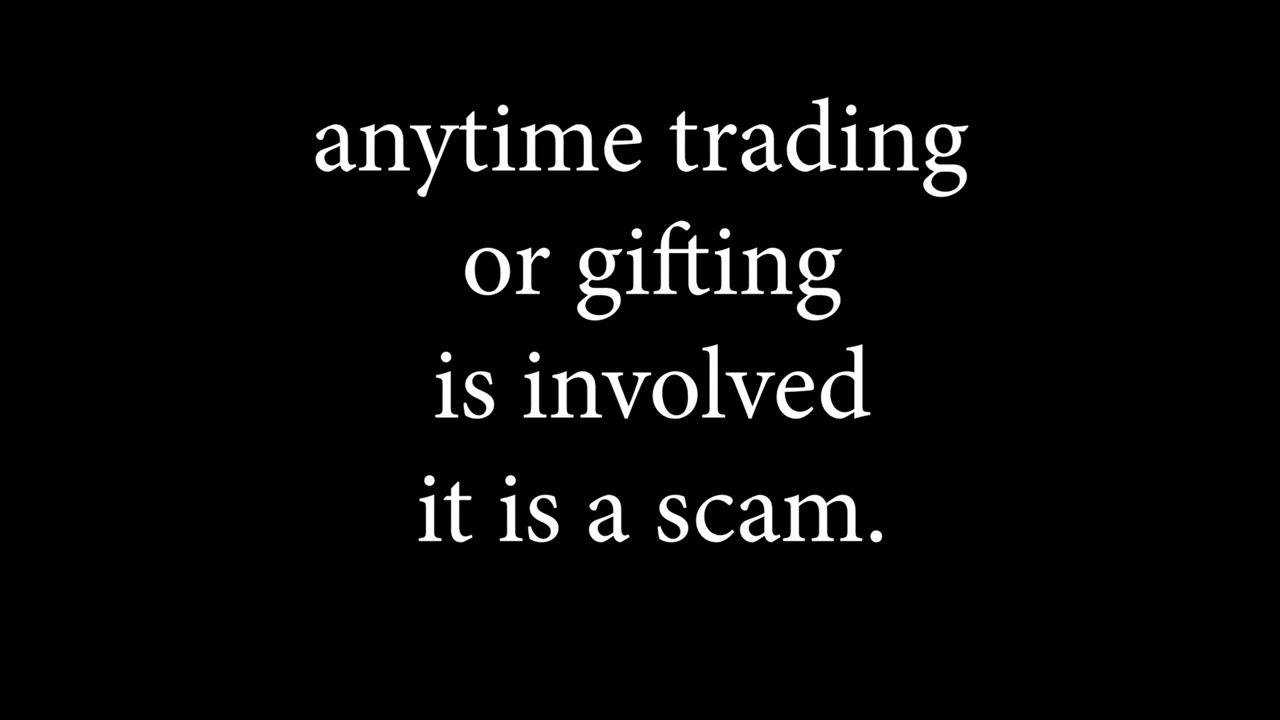 anytime trading
or gifting
is involved
it is a scam.